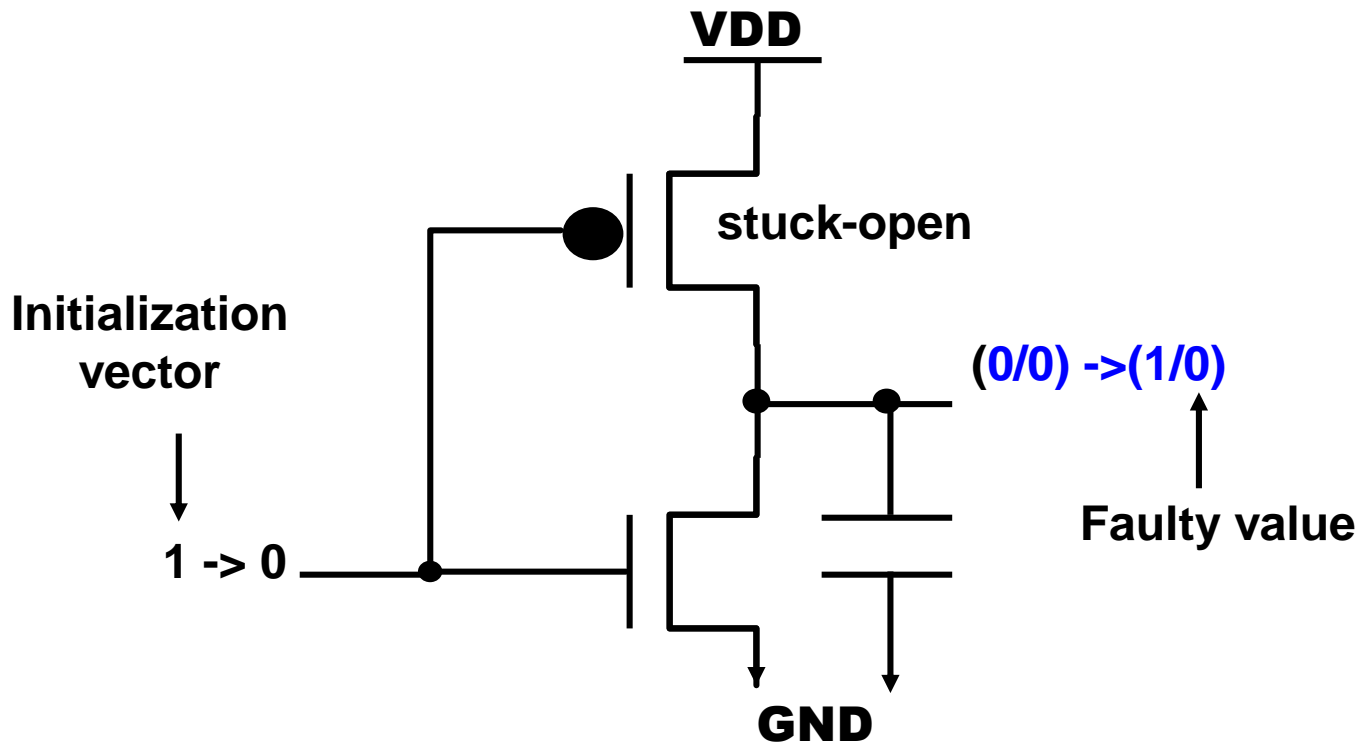 VDD
stuck-open
Initialization
vector
(0/0) ->(1/0)
1 -> 0
Faulty value
GND